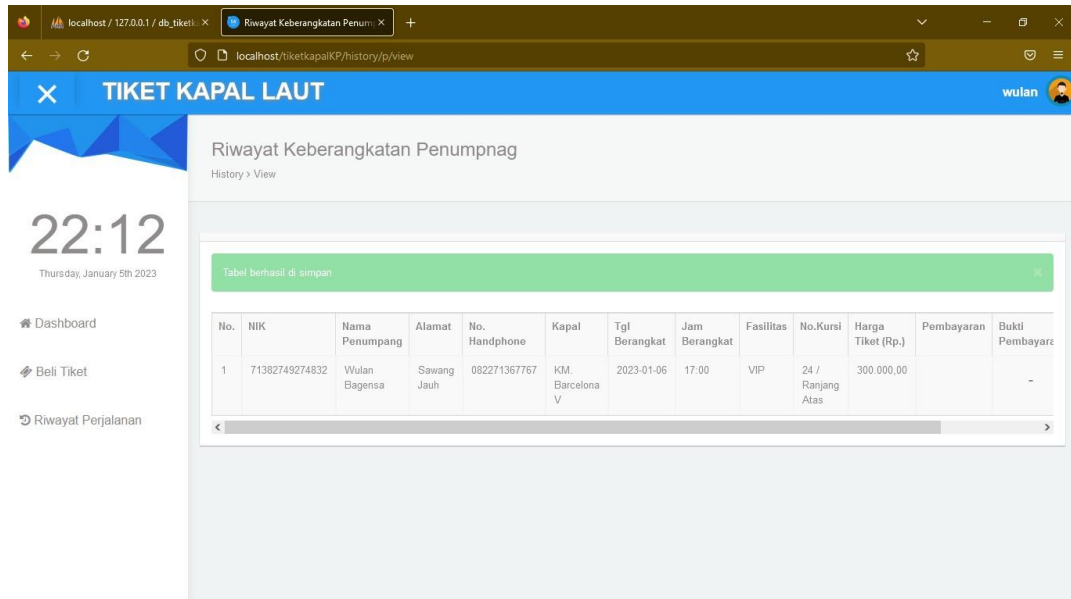 localhost / 127.0.0.1 / db_tiketk
Riwayat Keberangkatan Penum
localhost/tiketkapalKP/history/p/view
TIKET KAPAL LAUT
wulan
Riwayat Keberangkatan Penumpnag
History > View
22:12
Thursday, January 5th 2023
Dashboard
Beli Tiket
Riwayat Perjalanan
Tabel berhasil di simpan
No. NIK Nama Penumpang Alamat No. Handphone Kapal Tgl Berangkat Jam Berangkat Fasilitas No.Kursi Harga Tiket (Rp.) Pembayaran Bukti Pembayara
1 71382749274832 Wulan Bagensa Sawang Jauh 082271367767 KM. Barcelona V 2023-01-06 17:00 VIP 24 / Ranjang Atas 300.000,00 -